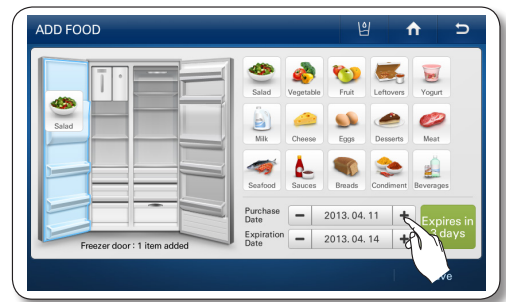 ADD FOOD
Salad
Salad Vegetable Fruit Leftovers Yogurt
Milk Cheese Eggs Desserts Meat
Seafood Sauces Breads Condiment Beverages
Purchase Date − 2013. 04. 11 +
Expiration Date − 2013. 04. 14 +
Expires in
days
Freezer door : 1 item added